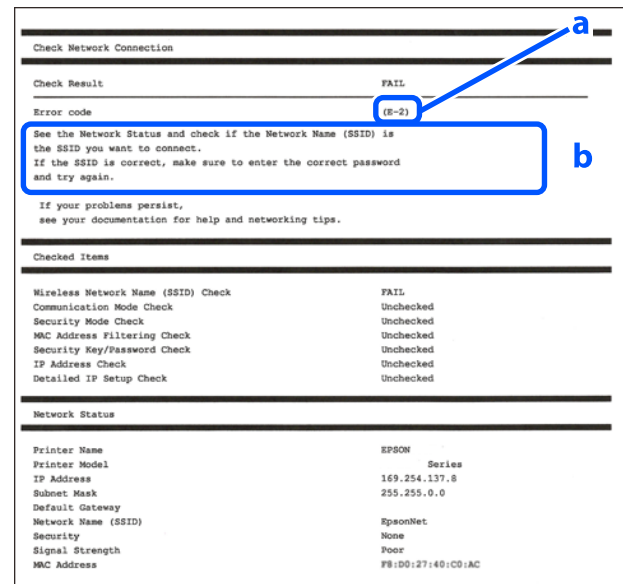 a
Check Network Connection
Check Result FAIL
Error code (E-2)
See the Network Status and check if the Network Name (SSID) is
the SSID you want to connect.
If the SSID is correct, make sure to enter the correct password
and try again.
b
If your problems persist,
see your documentation for help and networking tips.
Checked Items
Wireless Network Name (SSID) Check FAIL
Communication Mode Check Unchecked
Security Mode Check Unchecked
MAC Address Filtering Check Unchecked
Security Key/Password Check Unchecked
IP Address Check Unchecked
Detailed IP Setup Check Unchecked
Network Status
Printer Name EPSON
Printer Model Series
IP Address 169.254.137.8
Subnet Mask 255.255.0.0
Default Gateway
Network Name (SSID) EpsonNet
Security None
Signal Strength Poor
MAC Address F8:D0:27:40:C0:AC